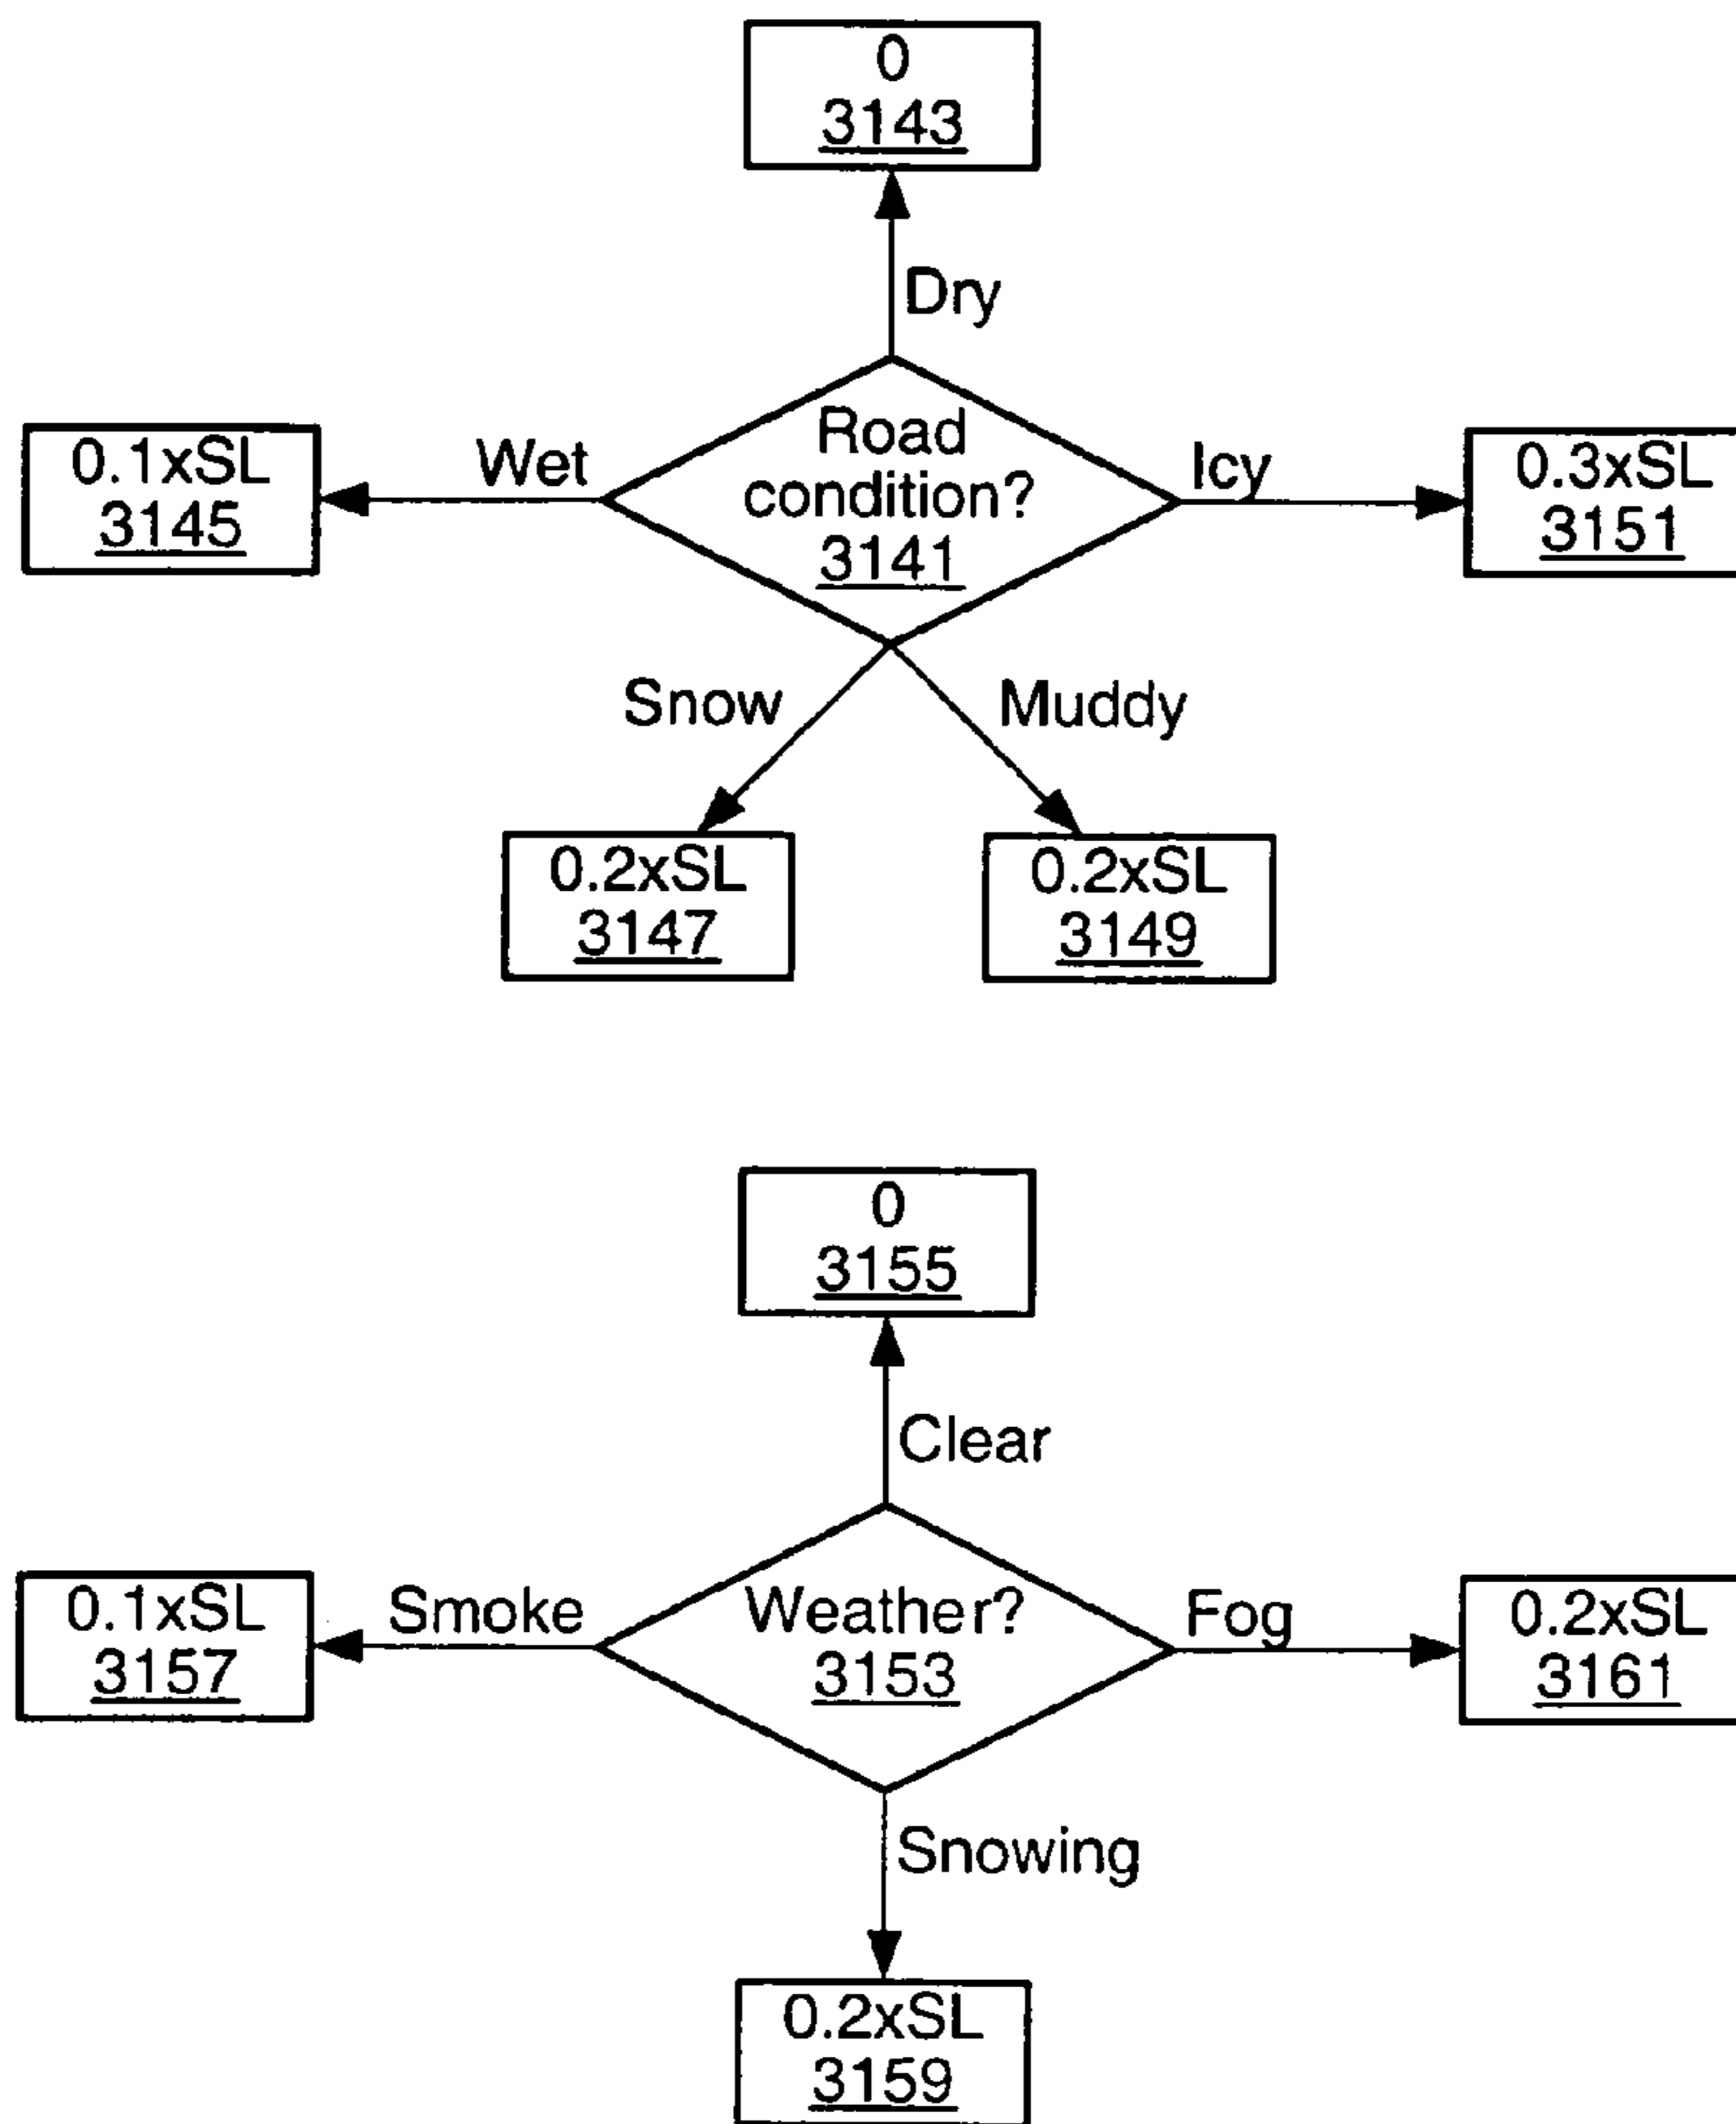 0
3143
Dry
0.1xSL
3145
Wet
Road
condition?
3141
Icy
0.3xSL
3151
Snow
Muddy
0.2xSL
3147
0.2xSL
3149
0
3155
Clear
0.1xSL
3157
Smoke
Weather?
3153
Fog
0.2xSL
3161
Snowing
0.2xSL
3159